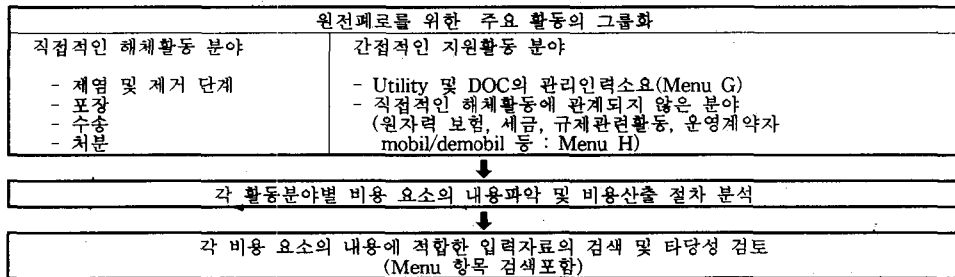 원전폐로를 위한 주요 활동의 그룹화
직접적인 해체활동 분야
- 제염 및 제거 단계
- 포장
- 수송
- 처분
간접적인 지원활동 분야
- Utility 및 DOC의 관리인력소요(Menu G)
- 직접적인 해체활동에 관계되지 않은 분야
(원자력 보험, 세금, 규제관련활동, 운영계약자
mobil/demobil 등 : Menu H)
각 활동분야별 비용 요소의 내용파악 및 비용산출 절차 분석
각 비용 요소의 내용에 적합한 입력자료의 검색 및 타당성 검토
(Menu 항목 검색포함)